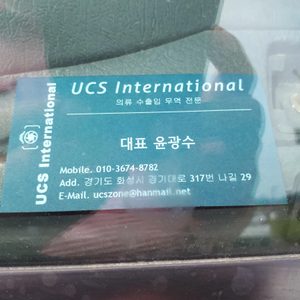 UCS International
UCS International
의류 수출입 무역 전문
대표 윤광수
Mobile. 010-3674-8782
Add. 경기도 화성시 경기대로 317번 나길 29
E-Mail. ucszone@hanmail.net